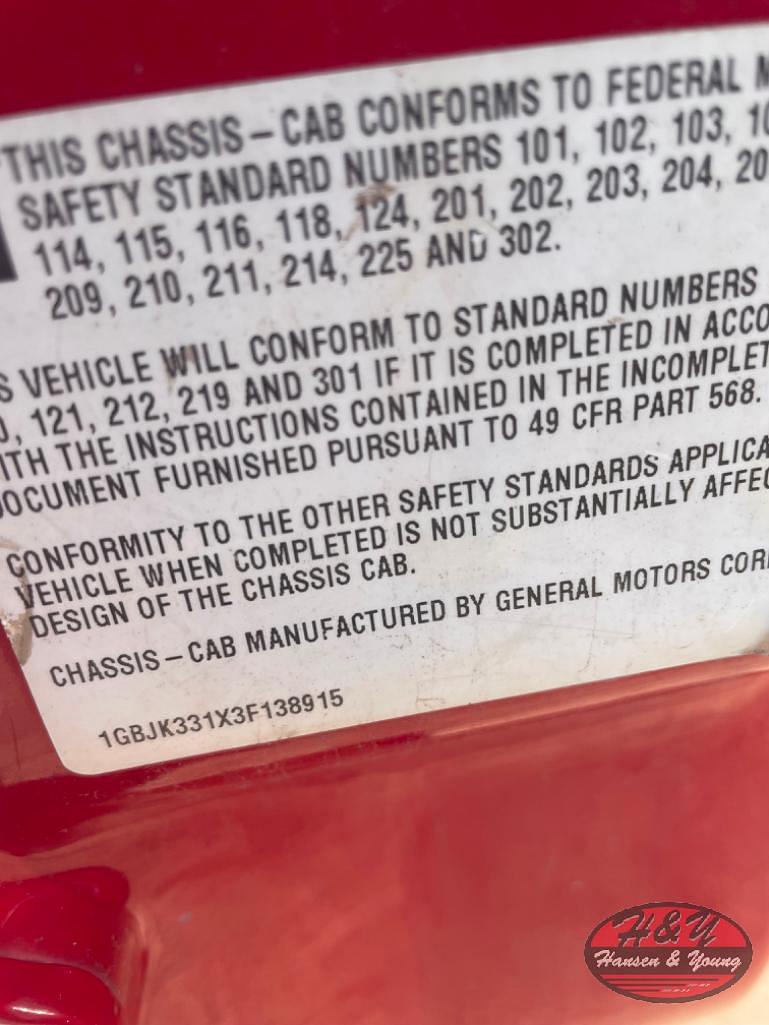 THIS CHASSIS – CAB CONFORMS TO FEDERAL
SAFETY STANDARD NUMBERS 101, 102, 103,
114, 115, 116, 118, 124, 201, 202, 203, 204,
209, 210, 211, 214, 225 AND 302.
VEHICLE WILL CONFORM TO STANDARD NUMBERS
121, 212, 219 AND 301 IF IT IS COMPLETED IN
THE INSTRUCTIONS CONTAINED IN THE
DOCUMENT FURNISHED PURSUANT TO 49 CFR PART 568.
CONFORMITY TO THE OTHER SAFETY STANDARDS
VEHICLE WHEN COMPLETED IS NOT SUBSTANTIALLY
DESIGN OF THE CHASSIS CAB.
CHASSIS – CAB MANUFACTURED BY GENERAL MOTORS
1GBJK331X3F138915
H&Y
Hansen & Young